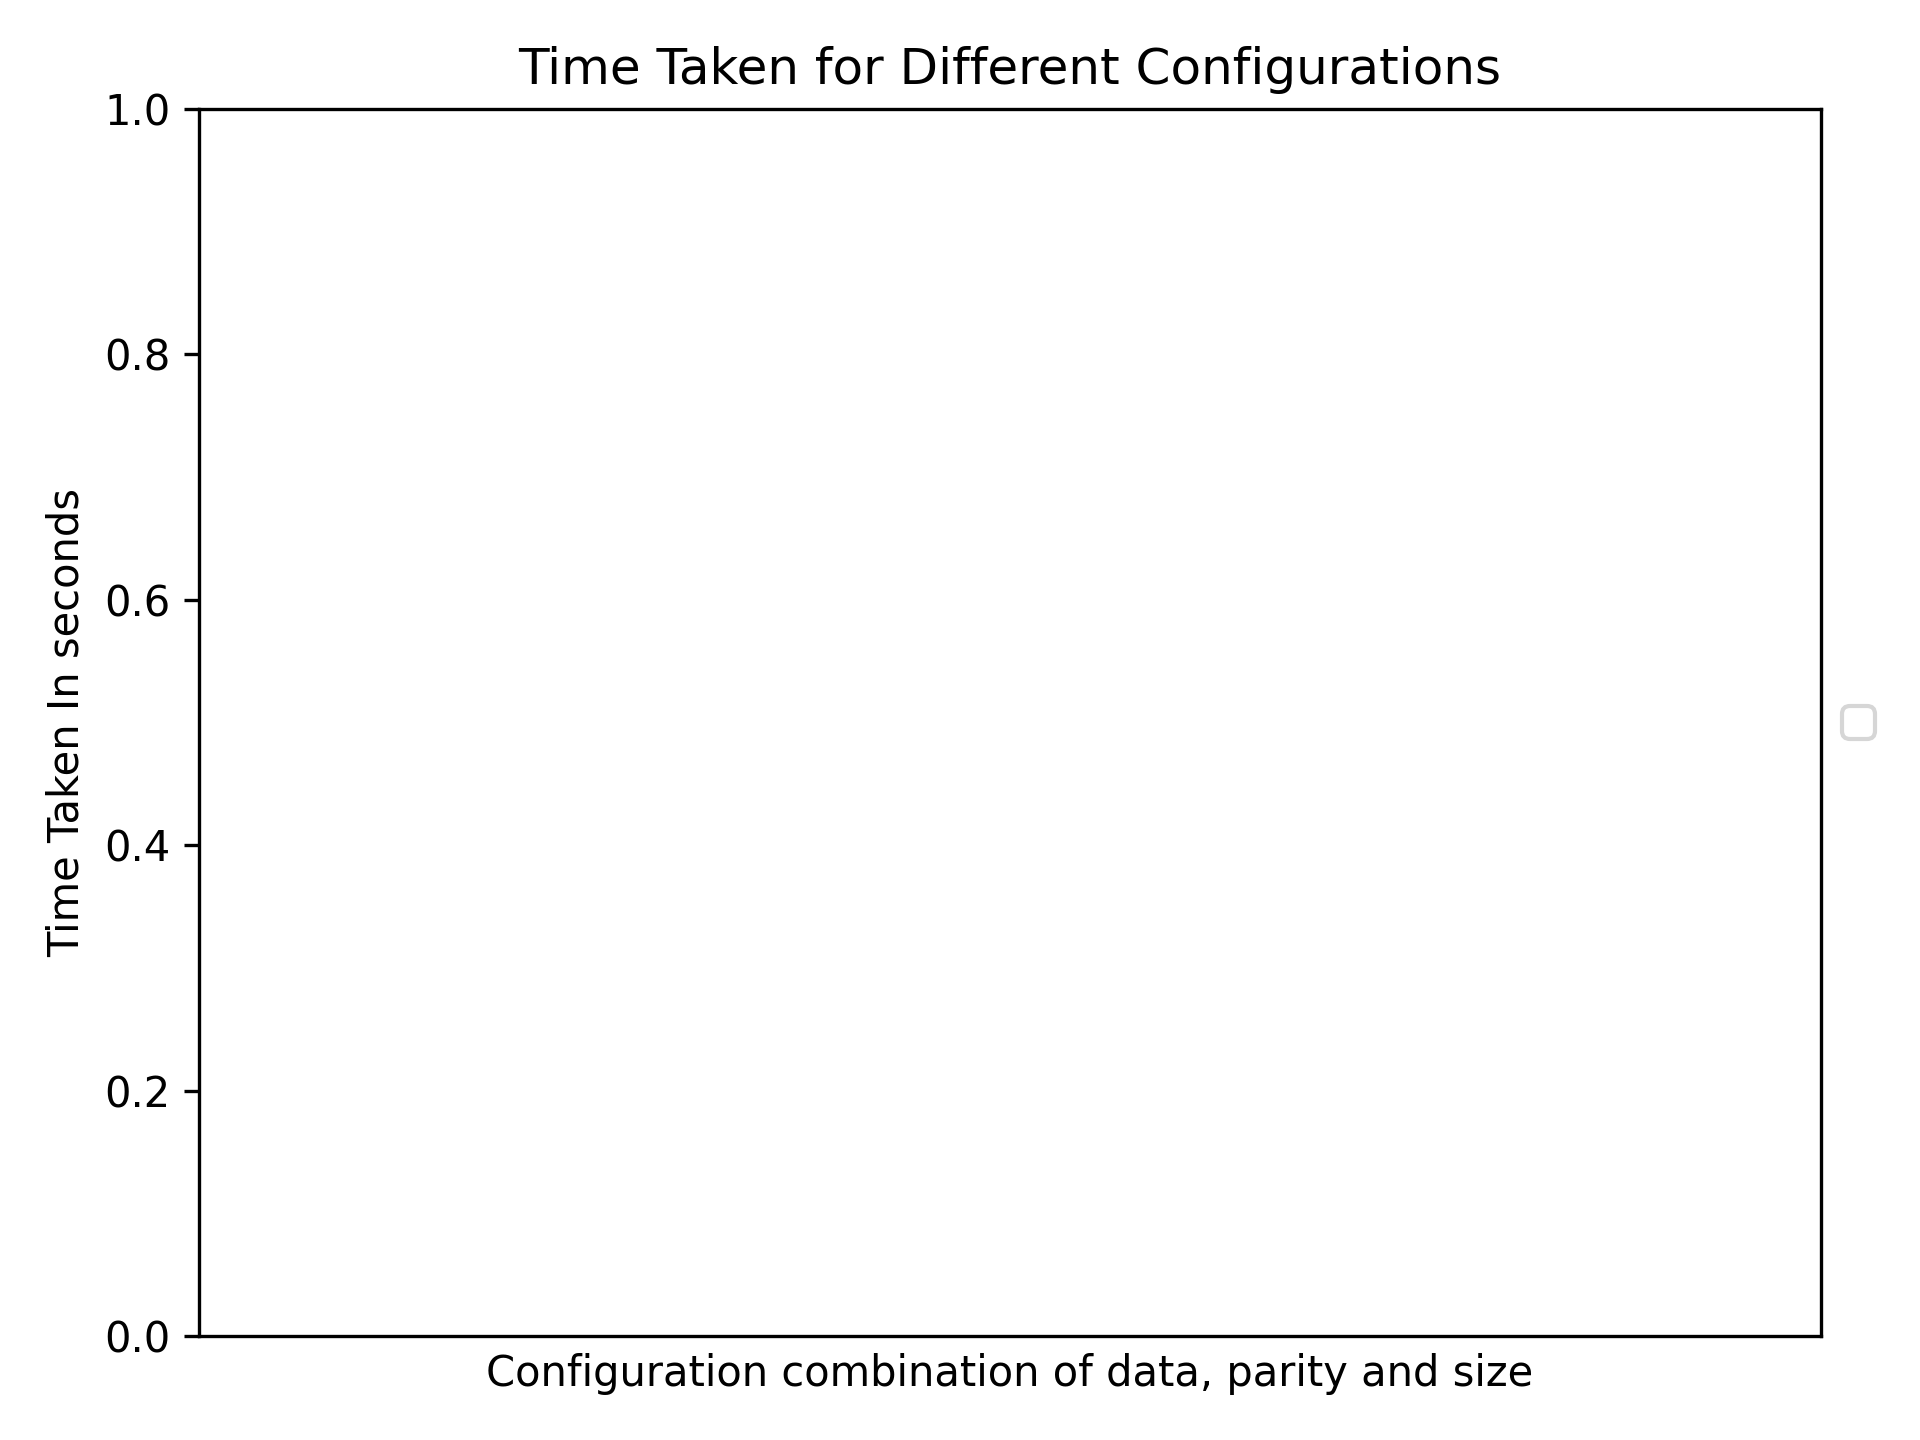 Time Taken for Different Configurations
1.0
0.8
0.6
0.4
0.2
0.0
Time Taken In seconds
Configuration combination of data, parity and size